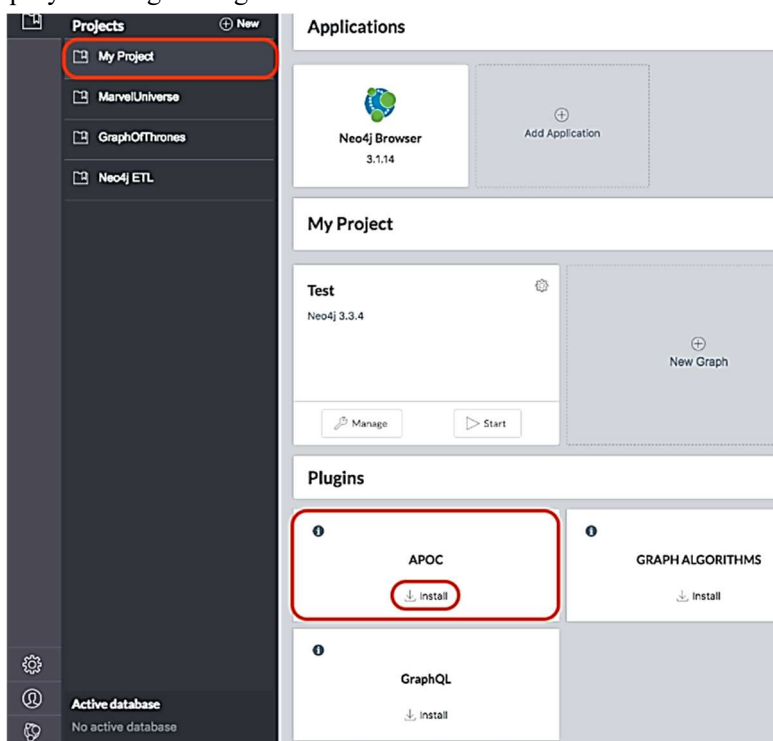 Projects
New
My Project
MarvelUniverse
GraphOfThrones
Neo4j ETL
Active database
No active database
Applications
Neo4j Browser
3.1.14
Add Application
My Project
Test
Neo4j 3.3.4
Manage
Start
New Graph
Plugins
APOC
Install
GRAPH ALGORITHMS
Install
GraphQL
Install